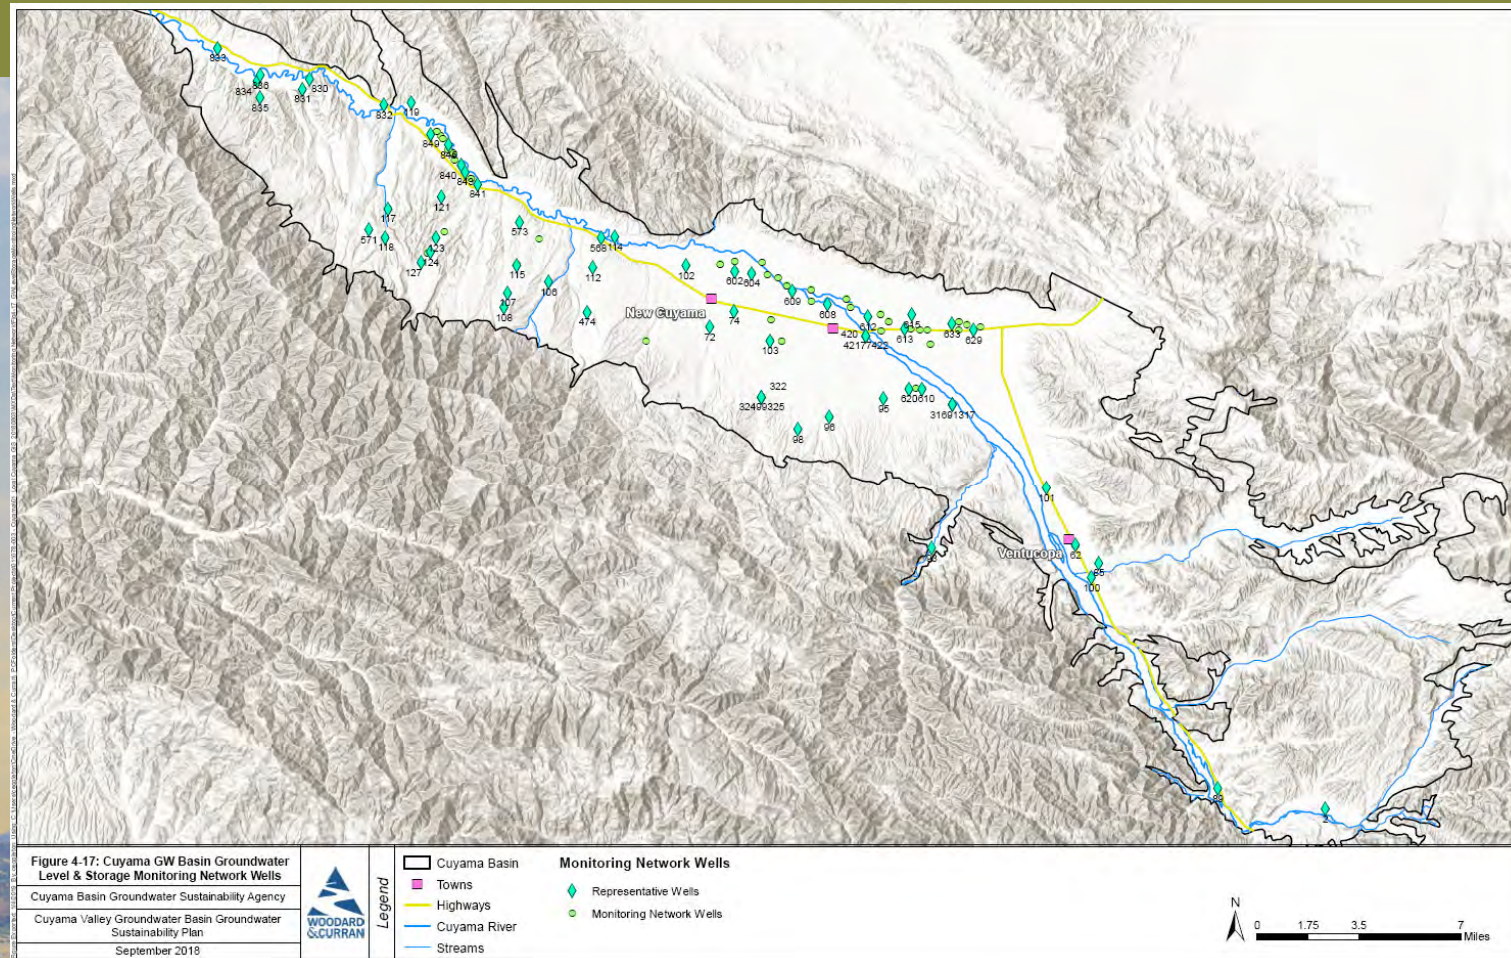 833
836
834
835
830
831
832
119
849
840
841
121
117
571
118
123
124
127
573
568
114
115
106
107
108
112
474
102
602
604
609
608
New Cuyama
74
72
103
612
615
420
613
633
629
322
95
620
610
96
98
101
Ventucopa
62
85
100
2
Figure 4-17: Cuyama GW Basin Groundwater
Level & Storage Monitoring Network Wells
Cuyama Basin Groundwater Sustainability Agency
Cuyama Valley Groundwater Basin Groundwater
Sustainability Plan
September 2018
WOODARD
&CURRAN
Legend
Cuyama Basin
Towns
Highways
Cuyama River
Streams
Monitoring Network Wells
Representative Wells
Monitoring Network Wells
N
0 1.75 3.5 7
Miles